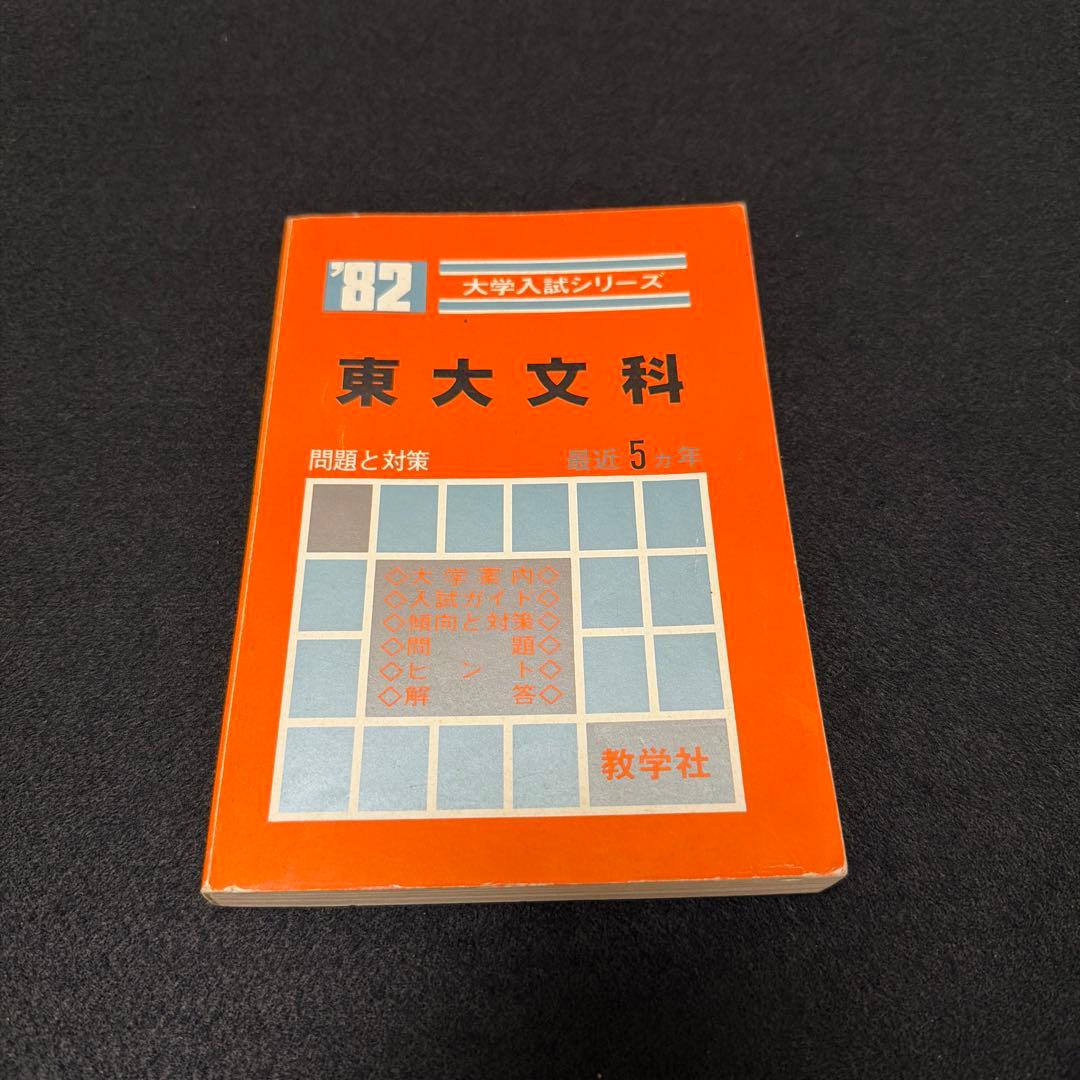 '82
大学入試シリーズ
東大文科
問題と対策
最近5ヵ年
◇大学案内◇
◇入試ガイド◇
◇傾向と対策◇
◇問題◇
◇ヒント◇
◇解答◇
教学社